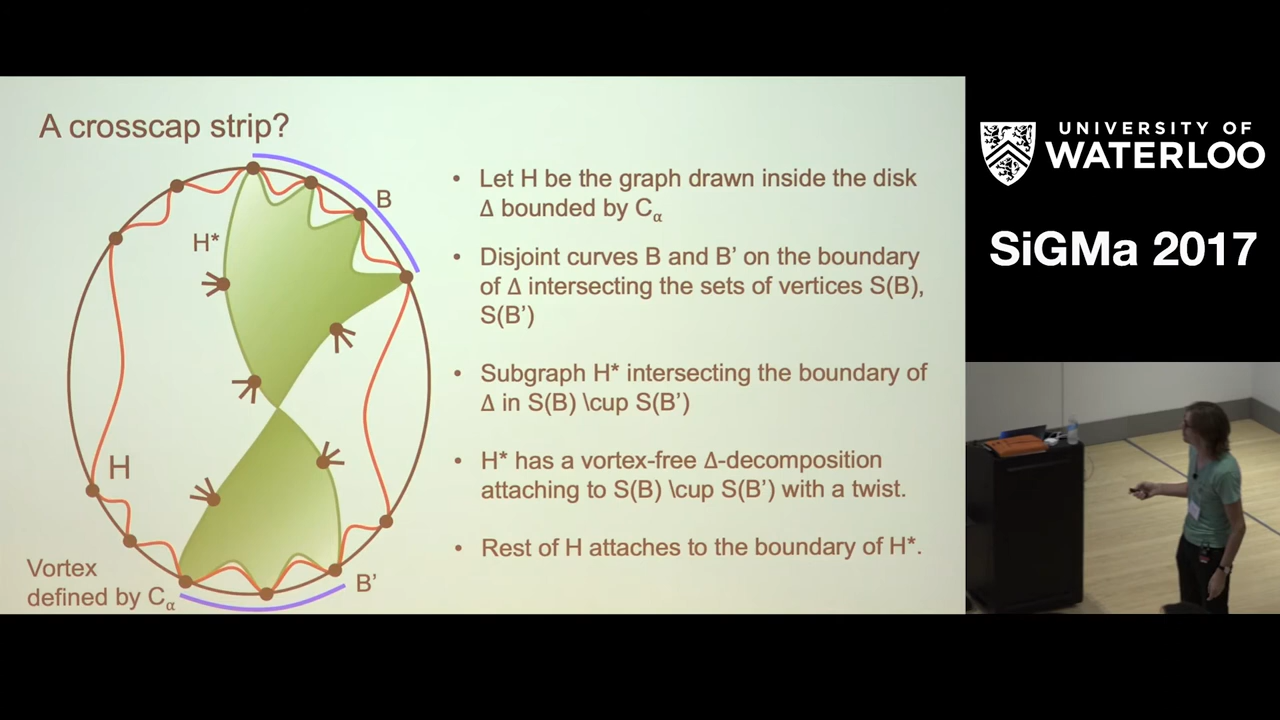 A crosscap strip?
B
H*
H
B'
Vortex
defined by Cα
• Let H be the graph drawn inside the disk
Δ bounded by Cα
• Disjoint curves B and B' on the boundary
of Δ intersecting the sets of vertices S(B),
S(B')
• Subgraph H* intersecting the boundary of
Δ in S(B) \cup S(B')
• H* has a vortex-free Δ-decomposition
attaching to S(B) \cup S(B') with a twist.
• Rest of H attaches to the boundary of H*.
UNIVERSITY OF
WATERLOO
SiGMa 2017